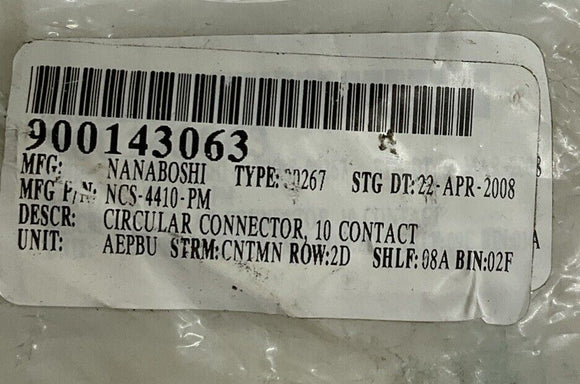 900143063
MFG: NANABOSHI TYPE: STG DT: 22-APR-2008
MFG P/N: NCS-4410-PM
DESCR: CIRCULAR CONNECTOR, 10 CONTACT
UNIT: AEPBU STRM:CNTMN ROW:2D SHLF:08A BIN:02F